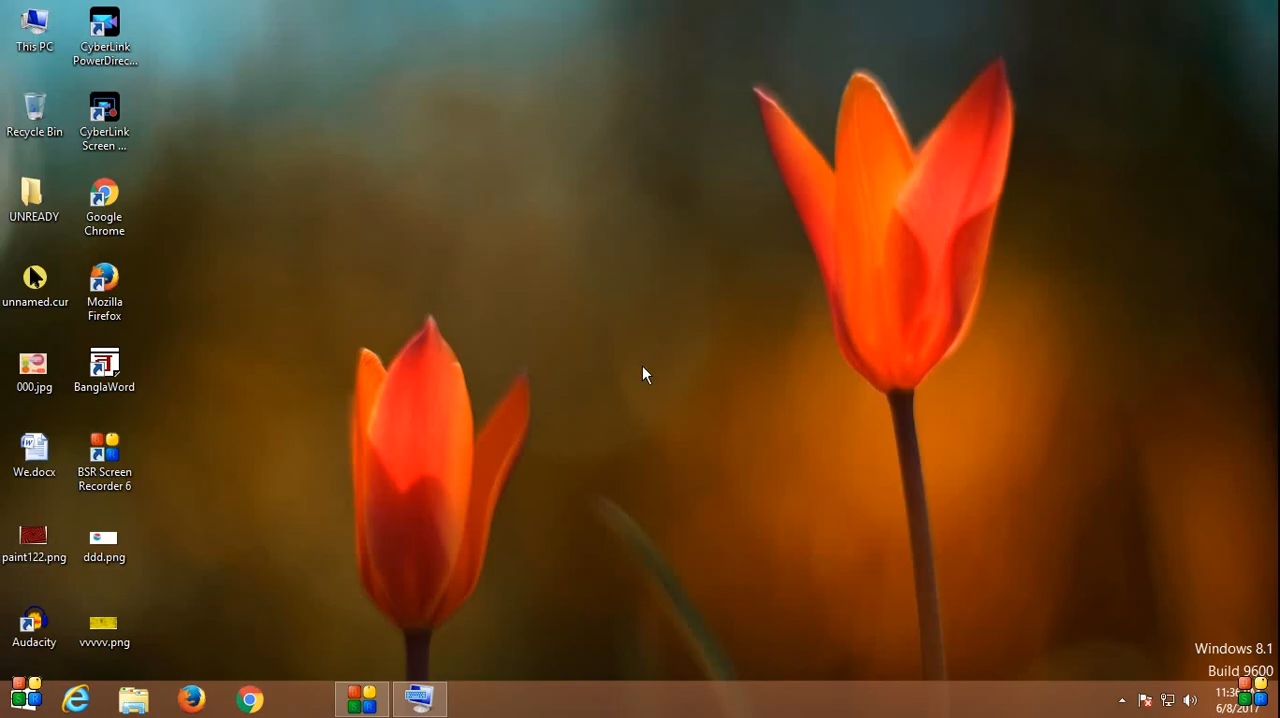 This PC
CyberLink
PowerDirec...
Recycle Bin
CyberLink
Screen ...
UNREADY
Google
Chrome
unnamed.cur
Mozilla
Firefox
000.jpg
BanglaWord
We.docx
BSR Screen
Recorder 6
paint122.png
ddd.png
Audacity
vvvvv.png
Windows 8.1
Build 9600
6/8/2017